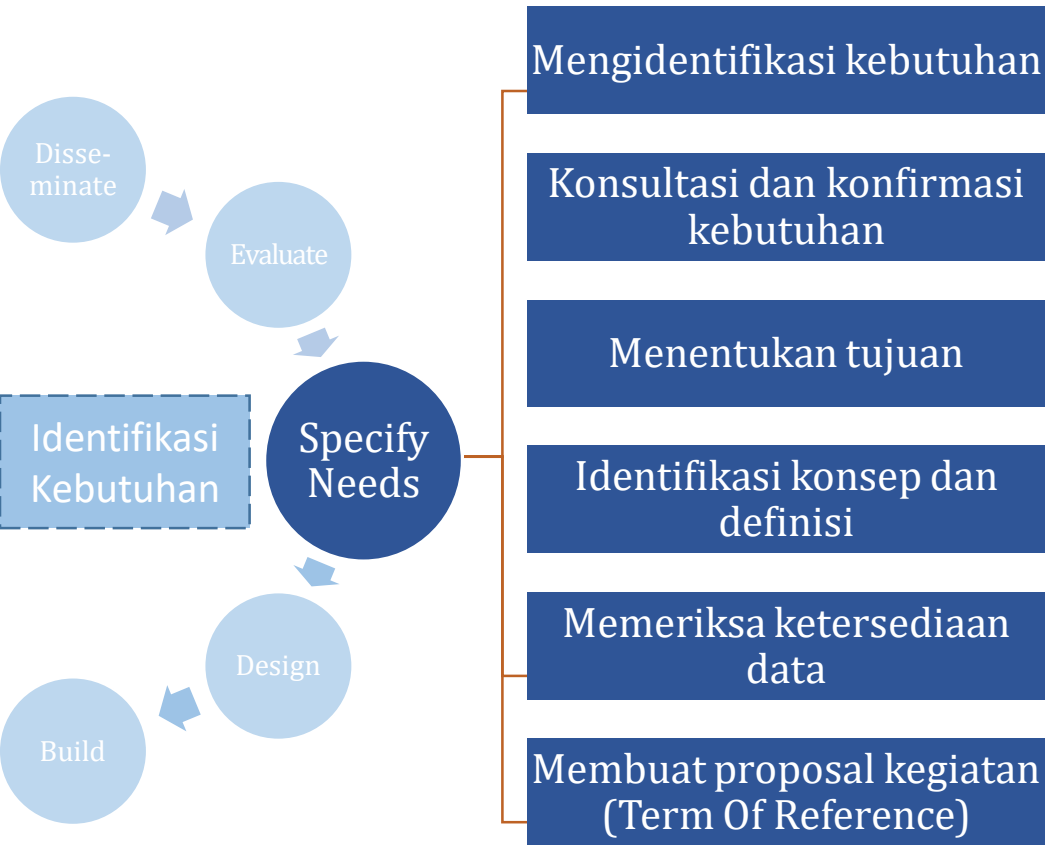 Disse-
minate
Evaluate
Identifikasi
Kebutuhan
Specify
Needs
Design
Build
Mengidentifikasi kebutuhan
Konsultasi dan konfirmasi
kebutuhan
Menentukan tujuan
Identifikasi konsep dan
definisi
Memeriksa ketersediaan
data
Membuat proposal kegiatan
(Term Of Reference)